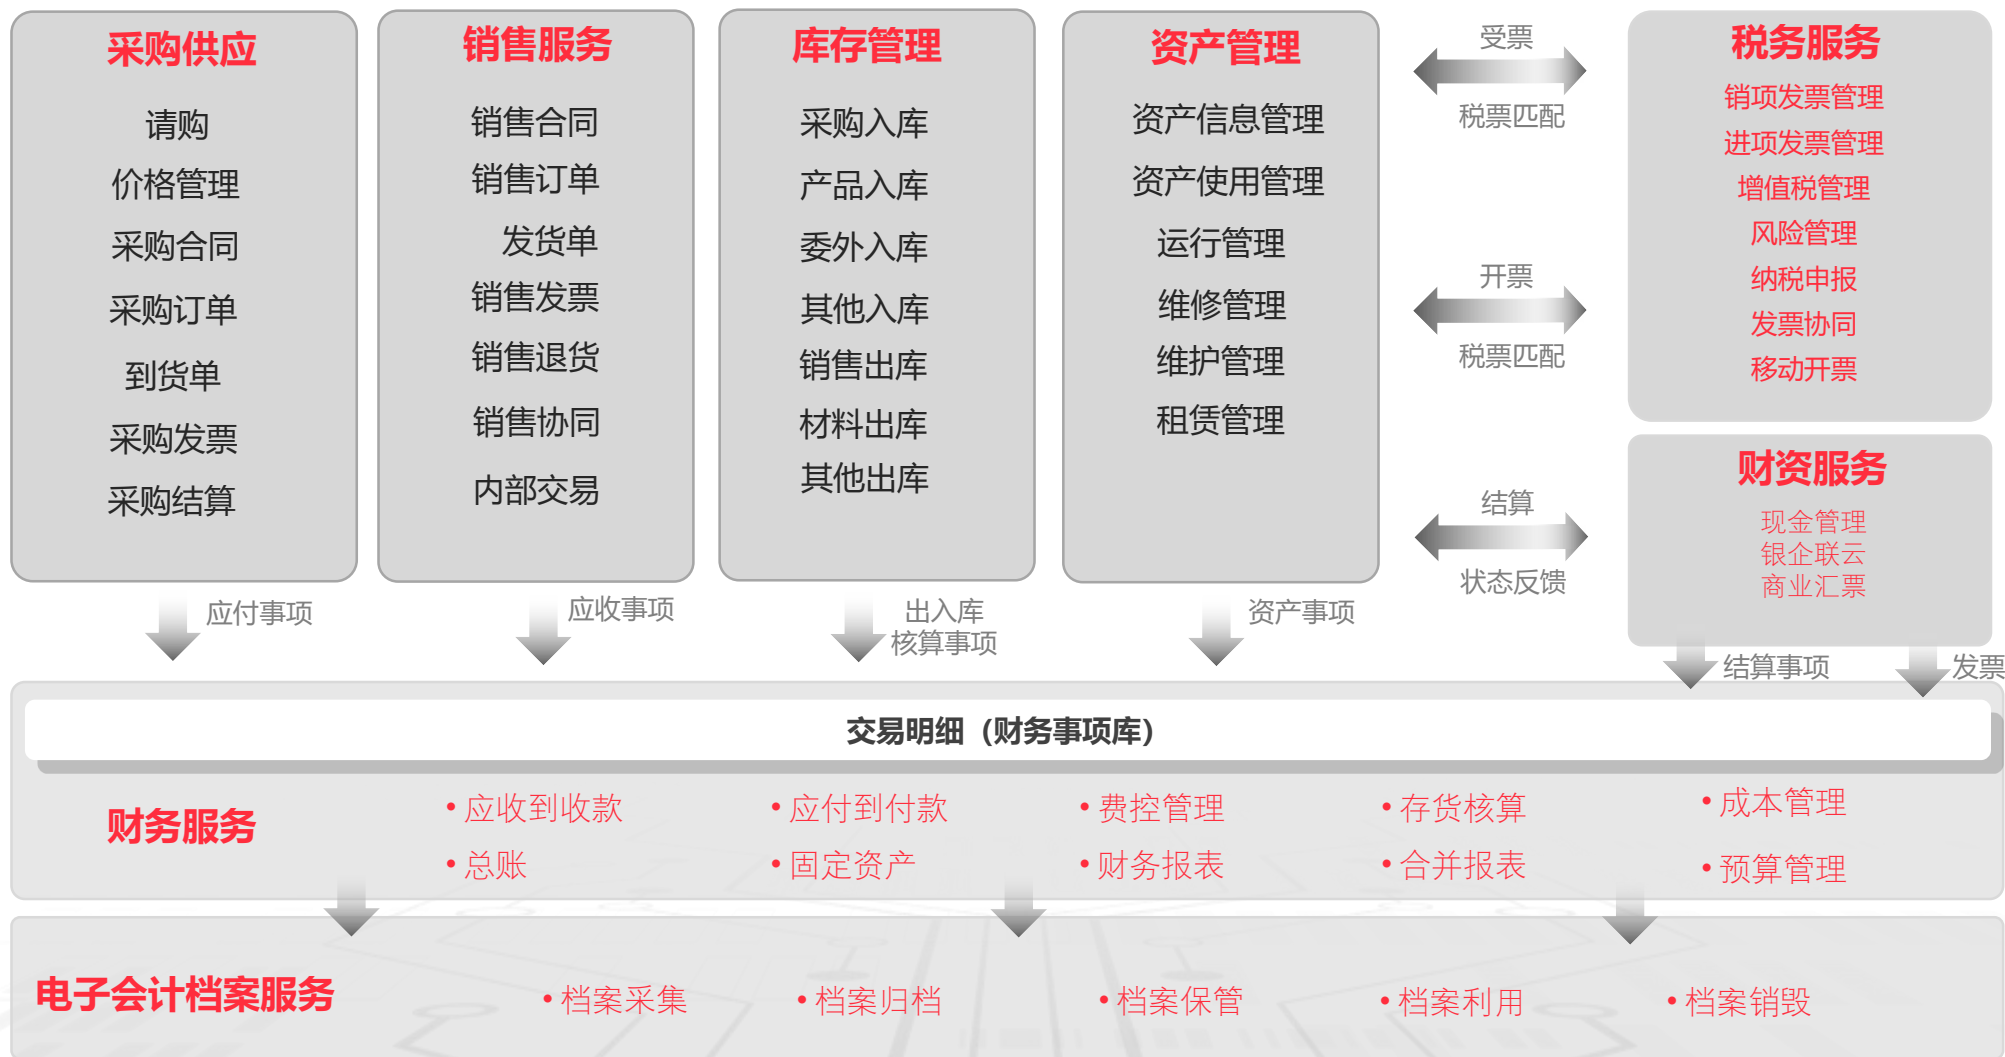 采购供应
请购
价格管理
采购合同
采购订单
到货单
采购发票
采购结算
销售服务
销售合同
销售订单
发货单
销售发票
销售退货
销售协同
内部交易
库存管理
采购入库
产品入库
委外入库
其他入库
销售出库
材料出库
其他出库
资产管理
资产信息管理
资产使用管理
运行管理
维修管理
维护管理
租赁管理
受票
税票匹配
开票
税票匹配
结算
状态反馈
税务服务
销项发票管理
进项发票管理
增值税管理
风险管理
纳税申报
发票协同
移动开票
财资服务
现金管理
银企联云
商业汇票
应付事项
应收事项
出入库
核算事项
资产事项
结算事项
发票
交易明细（财务事项库）
财务服务
• 应收到收款
• 应付到付款
• 费控管理
• 存货核算
• 成本管理
• 总账
• 固定资产
• 财务报表
• 合并报表
• 预算管理
电子会计档案服务
• 档案采集
• 档案归档
• 档案保管
• 档案利用
• 档案销毁